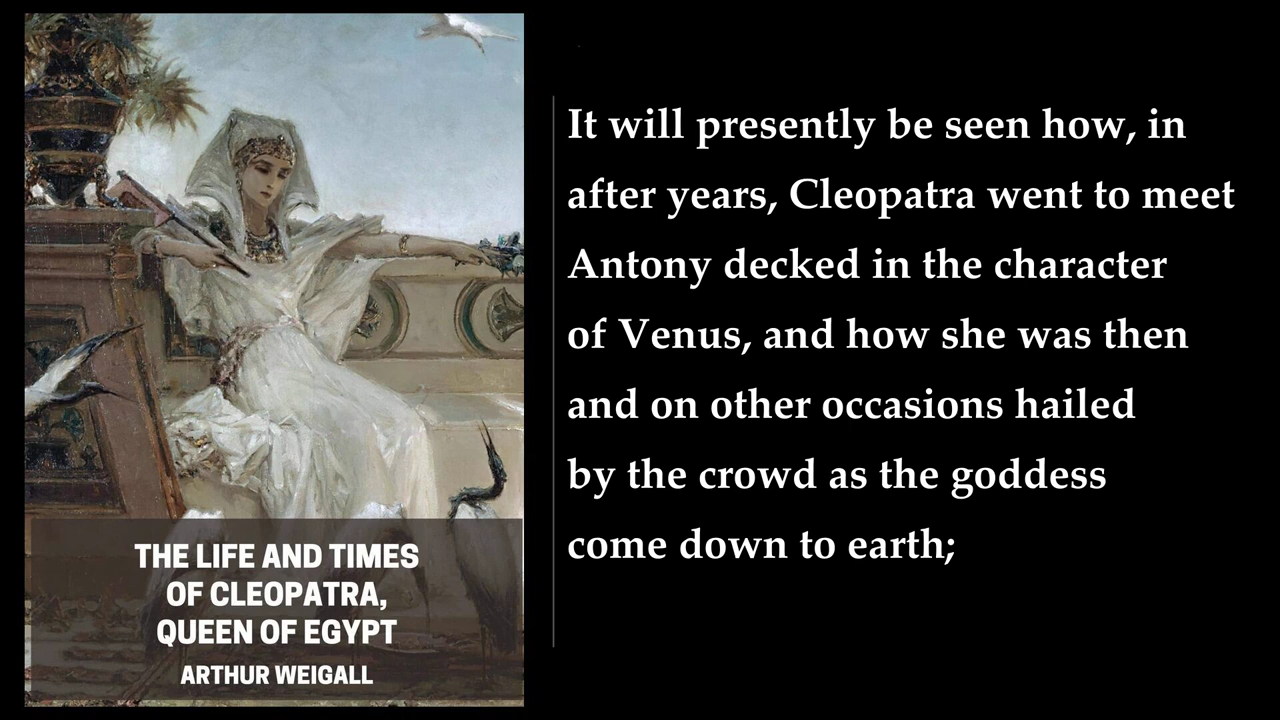 It will presently be seen how, in
after years, Cleopatra went to meet
Antony decked in the character
of Venus, and how she was then
and on other occasions hailed
by the crowd as the goddess
come down to earth;
THE LIFE AND TIMES
OF CLEOPATRA,
QUEEN OF EGYPT
ARTHUR WEIGALL